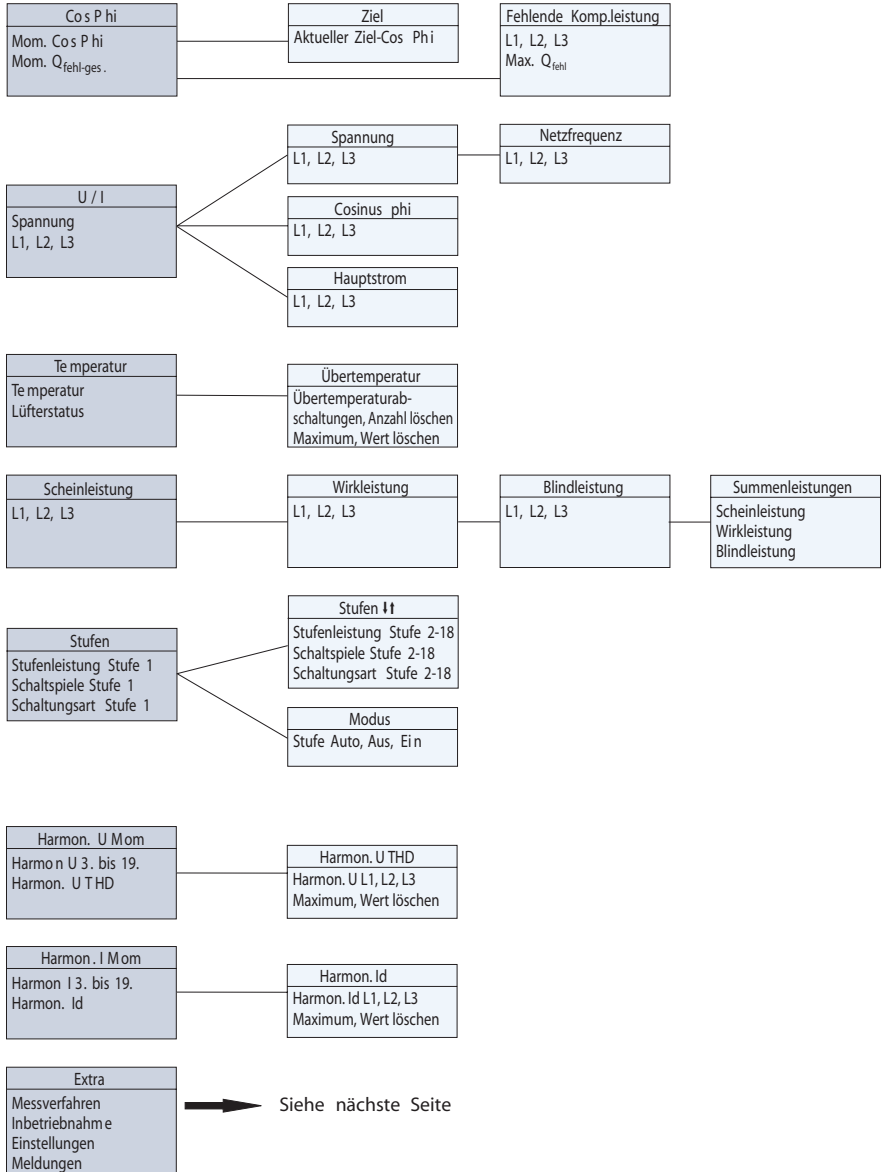 Cos Phi
Mom. Cos Phi
Mom. Qfehl-ges.
Ziel
Aktueller Ziel-Cos Phi
Fehlende Komp.leistung
L1, L2, L3
Max. Qfehl
U / I
Spannung
L1, L2, L3
Spannung
L1, L2, L3
Netzfrequenz
L1, L2, L3
Cosinus phi
L1, L2, L3
Hauptstrom
L1, L2, L3
Temperatur
Temperatur
Lüfterstatus
Übertemperatur
Übertemperaturab-
schaltungen, Anzahl löschen
Maximum, Wert löschen
Scheinleistung
L1, L2, L3
Wirkleistung
L1, L2, L3
Blindleistung
L1, L2, L3
Summenleistungen
Scheinleistung
Wirkleistung
Blindleistung
Stufen
Stufenleistung Stufe 1
Schaltspiele Stufe 1
Schaltungsart Stufe 1
Stufen ⬇⬆
Stufenleistung Stufe 2-18
Schaltspiele Stufe 2-18
Schaltungsart Stufe 2-18
Modus
Stufe Auto, Aus, Ein
Harmon. U Mom
Harmon U 3. bis 19.
Harmon. U THD
Harmon. U THD
Harmon. U L1, L2, L3
Maximum, Wert löschen
Harmon. I Mom
Harmon I 3. bis 19.
Harmon. Id
Harmon. Id
Harmon. Id L1, L2, L3
Maximum, Wert löschen
Extra
Messverfahren
Inbetriebnahme
Einstellungen
Meldungen
Siehe nächste Seite